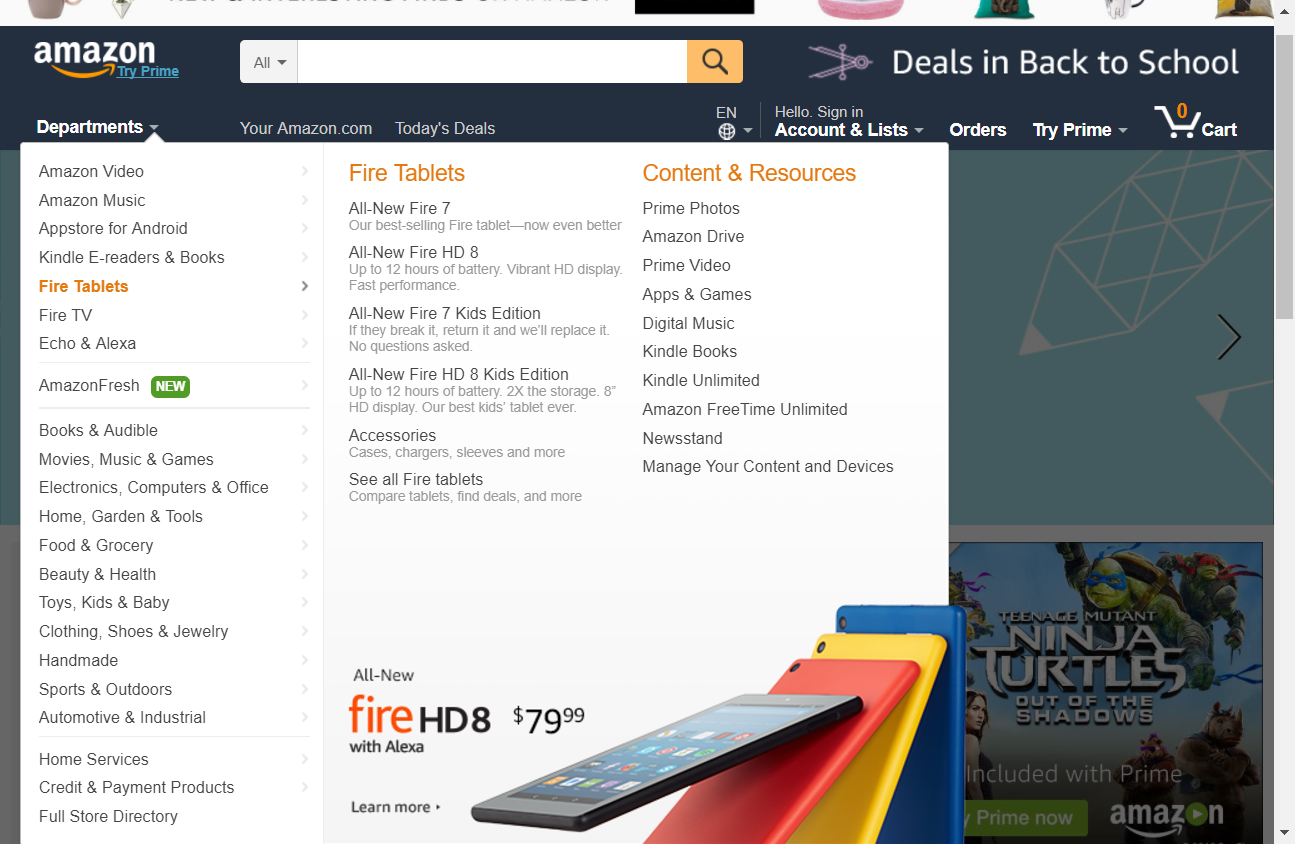 amazon
Try Prime
All
Deals in Back to School
Departments
Your Amazon.com
Today's Deals
EN
Hello. Sign in
Account & Lists
Orders
Try Prime
0
Cart
Amazon Video
Amazon Music
Appstore for Android
Kindle E-readers & Books
Fire Tablets
Fire TV
Echo & Alexa
AmazonFresh NEW
Books & Audible
Movies, Music & Games
Electronics, Computers & Office
Home, Garden & Tools
Food & Grocery
Beauty & Health
Toys, Kids & Baby
Clothing, Shoes & Jewelry
Handmade
Sports & Outdoors
Automotive & Industrial
Home Services
Credit & Payment Products
Full Store Directory
Fire Tablets
All-New Fire 7
Our best-selling Fire tablet—now even better
All-New Fire HD 8
Up to 12 hours of battery. Vibrant HD display.
Fast performance.
All-New Fire 7 Kids Edition
If they break it, return it and we'll replace it.
No questions asked.
All-New Fire HD 8 Kids Edition
Up to 12 hours of battery. 2X the storage. 8”
HD display. Our best kids' tablet ever.
Accessories
Cases, chargers, sleeves and more
See all Fire tablets
Compare tablets, find deals, and more
Content & Resources
Prime Photos
Amazon Drive
Prime Video
Apps & Games
Digital Music
Kindle Books
Kindle Unlimited
Amazon FreeTime Unlimited
Newsstand
Manage Your Content and Devices
All-New
fire HD8 $79 99
with Alexa
Learn more
TEENAGE MUTANT
NINJA
TURTLES
OUT OF THE
SHADOWS
Included with Prime
Prime now
amazon